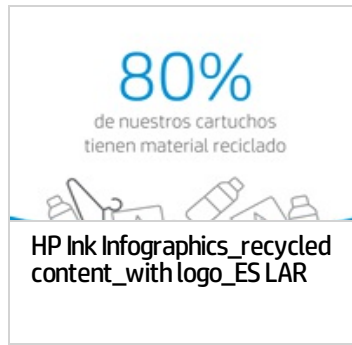 80%
de nuestros cartuchos
tienen material reciclado
HP Ink Infographics_recycled
content_with logo_ES LAR